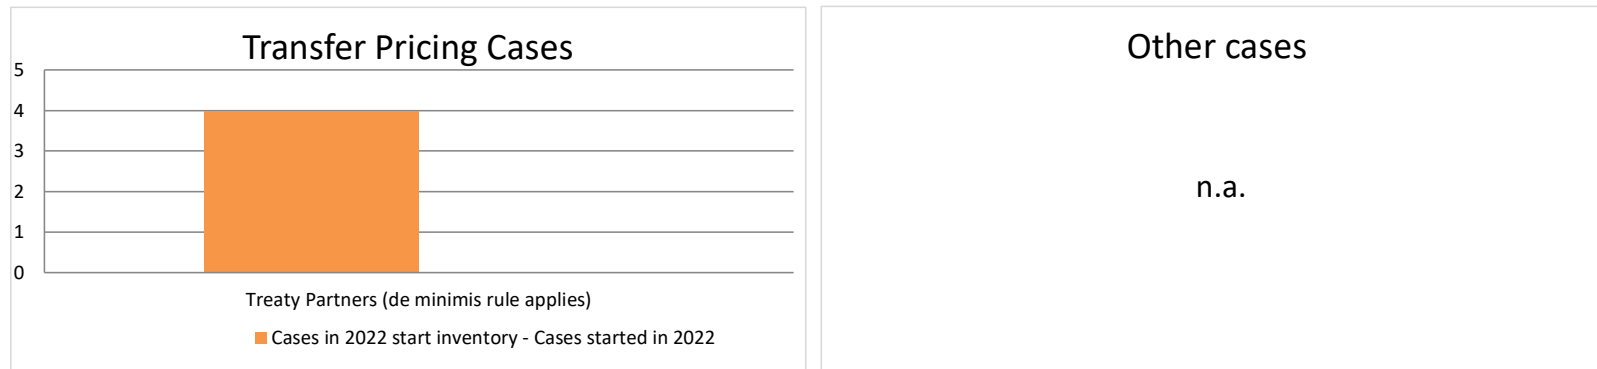 Transfer Pricing Cases
5
4
3
2
1
0
Treaty Partners (de minimis rule applies)
Cases in 2022 start inventory - Cases started in 2022
Other cases
n.a.